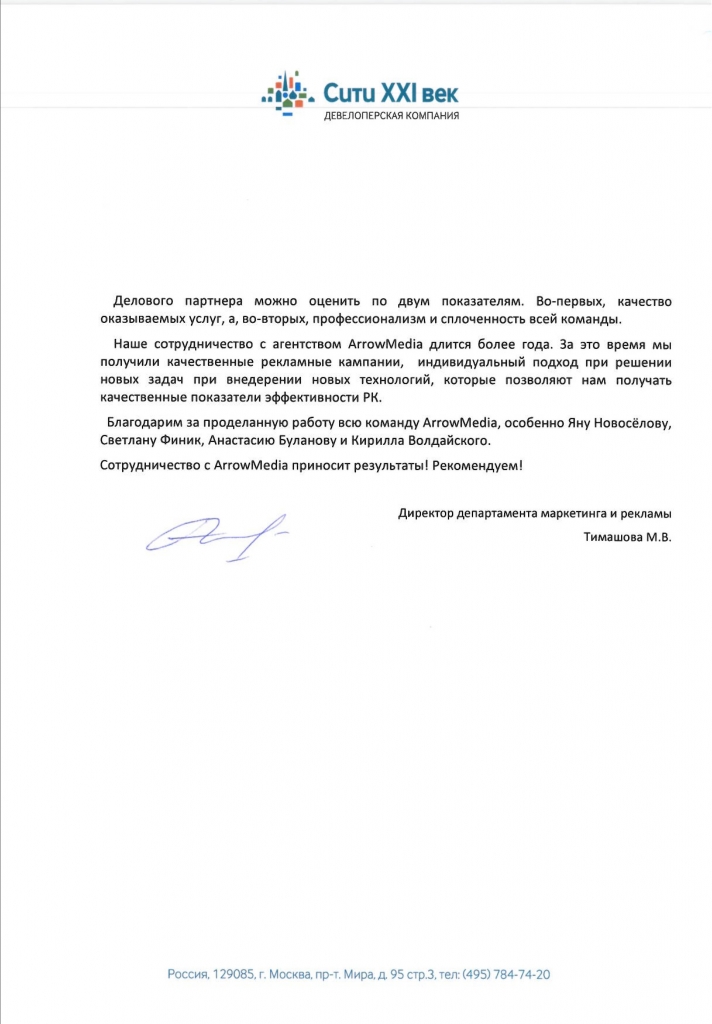 Сити XXI век
ДЕВЕЛОПЕРСКАЯ КОМПАНИЯ
Делового партнера можно оценить по двум показателям. Во-первых, качество
оказываемых услуг, а, во-вторых, профессионализм и сплоченность всей команды.
Наше сотрудничество с агентством ArrowMedia длится более года. За это время мы
получили качественные рекламные кампании, индивидуальный подход при решении
новых задач при внедерении новых технологий, которые позволяют нам получать
качественные показатели эффективности РК.
Благодарим за проделанную работу всю команду ArrowMedia, особенно Яну Новосёлову,
Светлану Финик, Анастасию Буланову и Кирилла Волдайского.
Сотрудничество с ArrowMedia приносит результаты! Рекомендуем!
Директор департамента маркетинга и рекламы
Тимашова М.В.
Россия, 129085, г. Москва, пр-т. Мира, д. 95 стр.3, тел: (495) 784-74-20